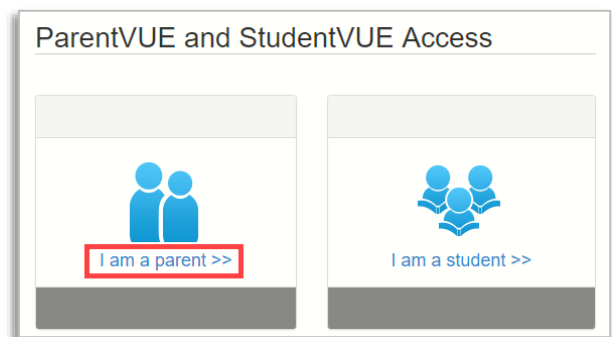 ParentVUE and StudentVUE Access
I am a parent >>
I am a student >>